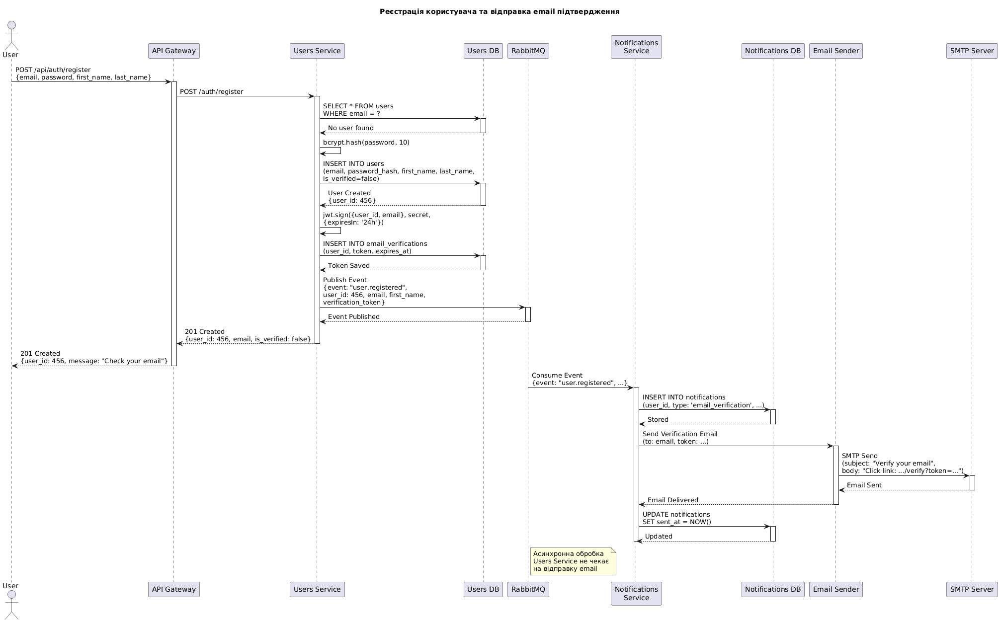 Реєстрація користувача та відправка email підтвердження
User
API Gateway
Users Service
Users DB
RabbitMQ
Notifications
Service
Notifications DB
Email Sender
SMTP Server
POST /api/auth/register
{email, password, first_name, last_name}
POST /auth/register
SELECT * FROM users
WHERE email = ?
No user found
bcrypt.hash(password, 10)
INSERT INTO users
(email, password_hash, first_name, last_name,
is_verified=false)
User Created
{user_id: 456}
jwt.sign({user_id, email}, secret,
{expiresIn: '24h'})
INSERT INTO email_verifications
(user_id, token, expires_at)
Token Saved
Publish Event
{event: "user.registered",
user_id: 456, email, first_name,
verification_token}
Event Published
201 Created
{user_id: 456, email, is_verified: false}
201 Created
{user_id: 456, message: "Check your email"}
Consume Event
{event: "user.registered", ...}
INSERT INTO notifications
(user_id, type: 'email_verification', ...)
Stored
Send Verification Email
(to: email, token: ...)
SMTP Send
(subject: "Verify your email",
body: "Click link: .../verify?token=...")
Email Sent
Email Delivered
UPDATE notifications
SET sent_at = NOW()
Updated
Асинхронна обробка
Users Service не чекає
на відправку email
User
API Gateway
Users Service
Users DB
RabbitMQ
Notifications
Service
Notifications DB
Email Sender
SMTP Server